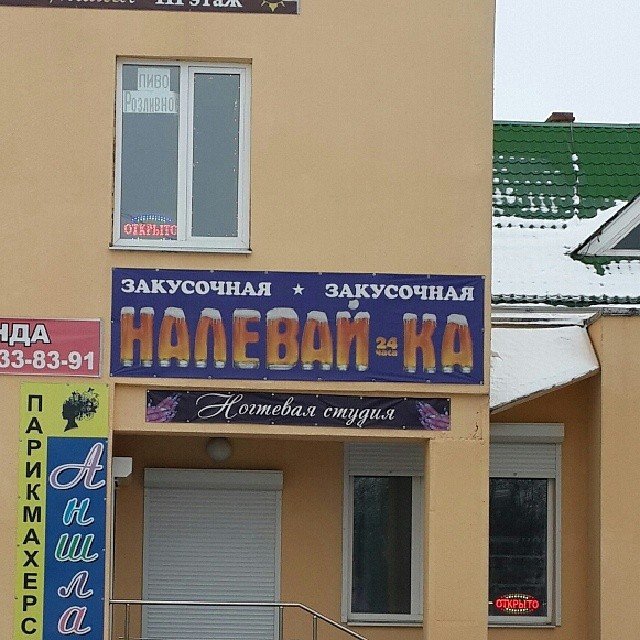 III этаж
ПИВО
Розливное
ОТКРЫТО
ЗАКУСОЧНАЯ ★ ЗАКУСОЧНАЯ
НАЛЕВАЙ 24 часа КА
НДА
33-83-91
Ногтевая студия
ПАРИКМАХЕРС
Аншла
ОТКРЫТО